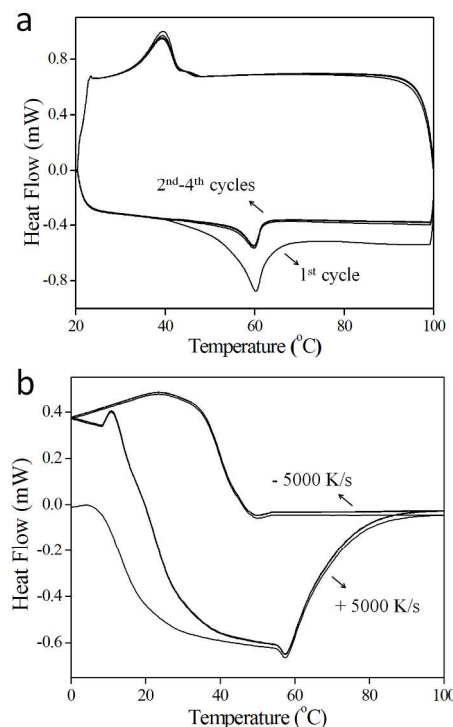 a
0.8
0.4
0.0
-0.4
-0.8
Heat Flow (mW)
2nd-4th cycles
1st cycle
20 40 60 80 100
Temperature (°C)
b
0.4
0.0
-0.2
-0.4
-0.6
Heat Flow (mW)
- 5000 K/s
+ 5000 K/s
0 20 40 60 80 100
Temperature (°C)